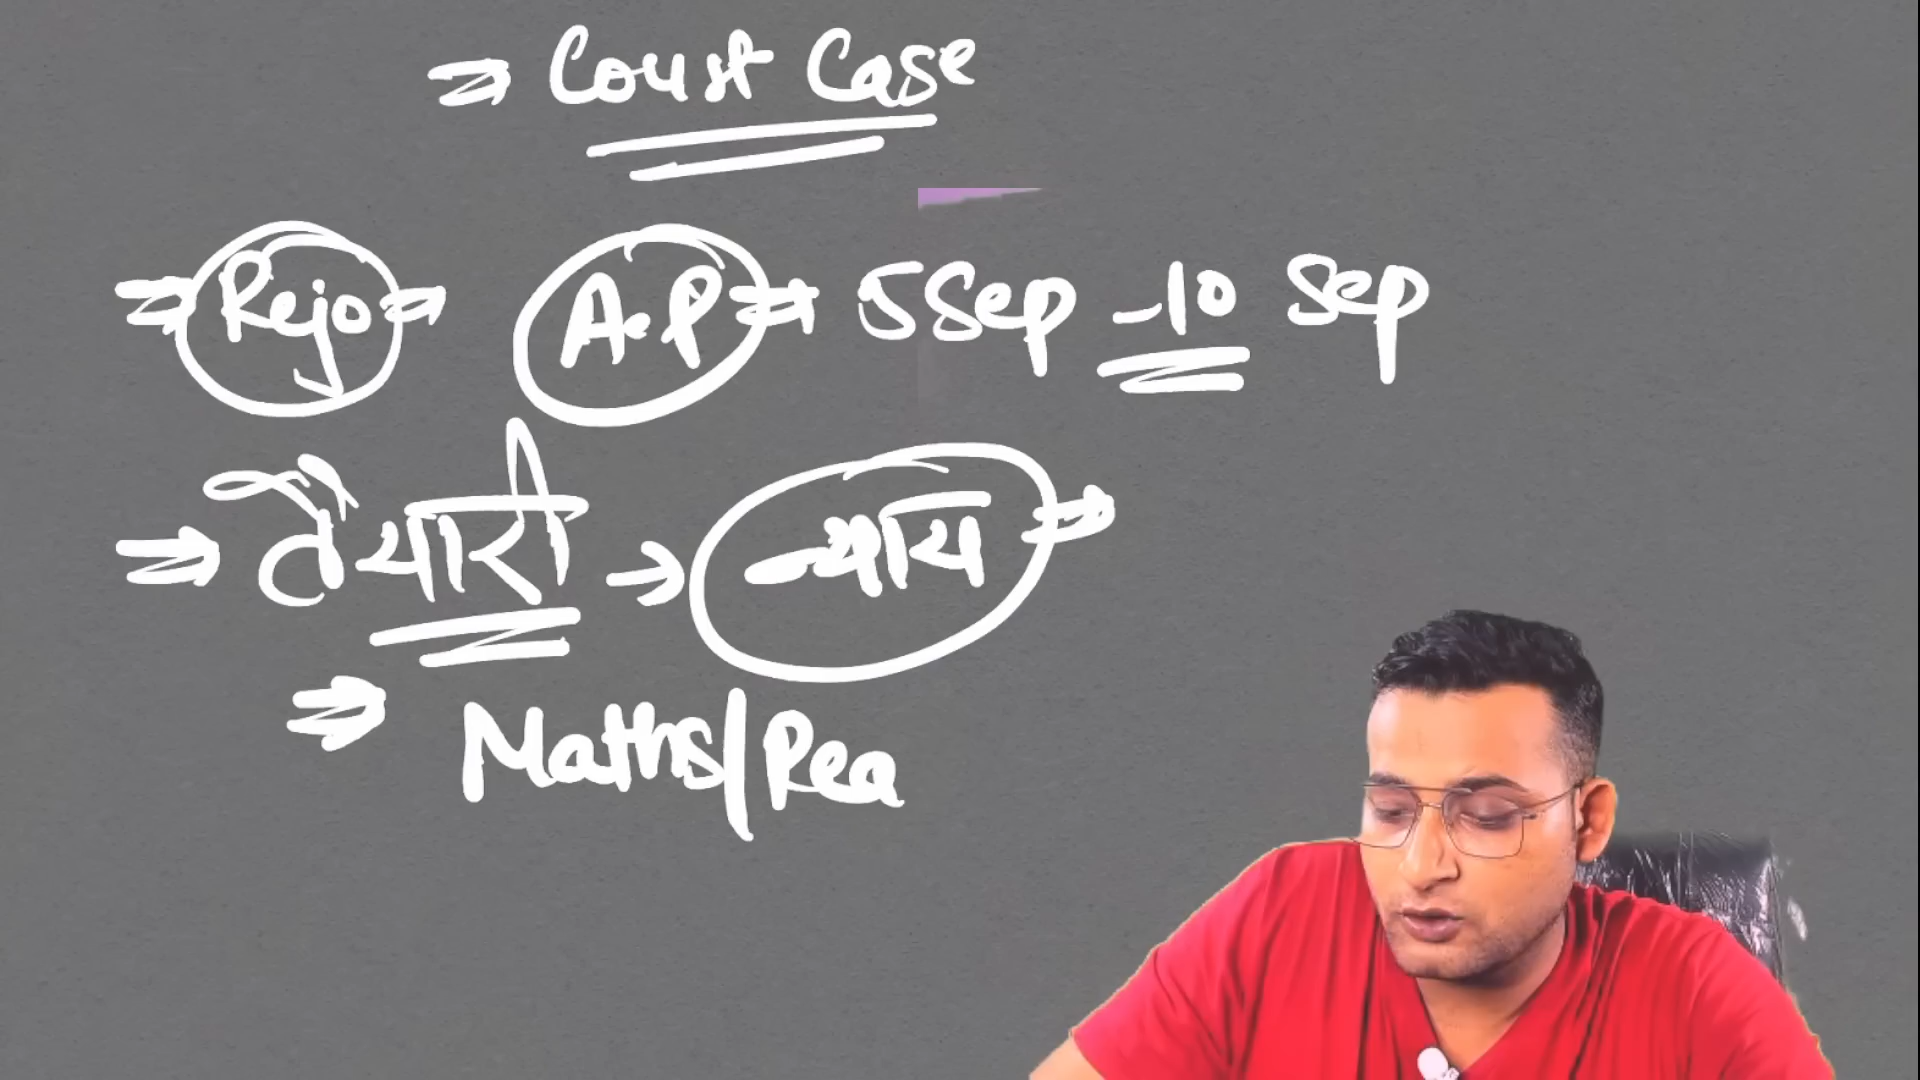 ⇒ Court Case
⇒ Rejo → A.P ⇒ 5 Sep - 10 Sep
⇒ तैयारी → न्याय ⇒
⇒ Maths/Rea